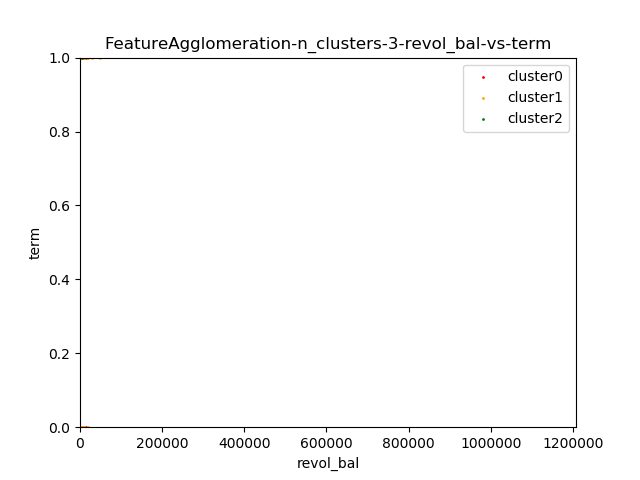 FeatureAgglomeration-n_clusters-3-revol_bal-vs-term
1.0
cluster0
cluster1
cluster2
0.8
0.6
term
0.4
0.2
0.0
0 200000 400000 600000 800000 1000000 1200000
revol_bal